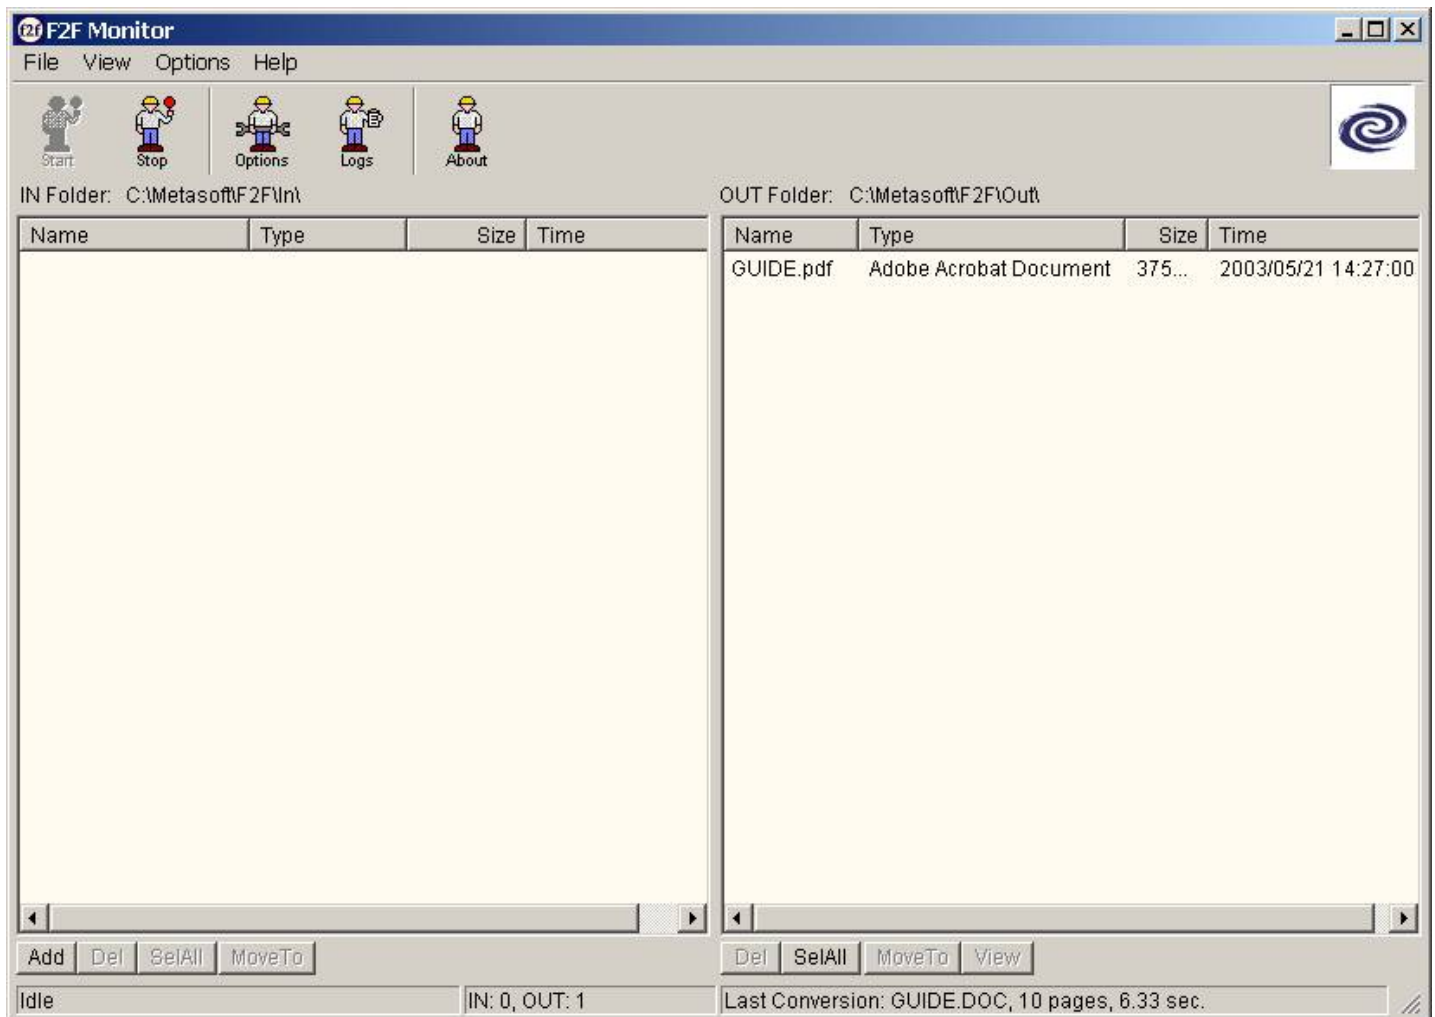 f2f F2F Monitor
File View Options Help
Start Stop Options Logs About
IN Folder: C:\Metasoft\F2F\In\ OUT Folder: C:\Metasoft\F2F\Out\
Name Type Size Time Name Type Size Time
GUIDE.pdf Adobe Acrobat Document 375... 2003/05/21 14:27:00
Add Del SelAll MoveTo Del SelAll MoveTo View
Idle IN: 0, OUT: 1 Last Conversion: GUIDE.DOC, 10 pages, 6.33 sec.